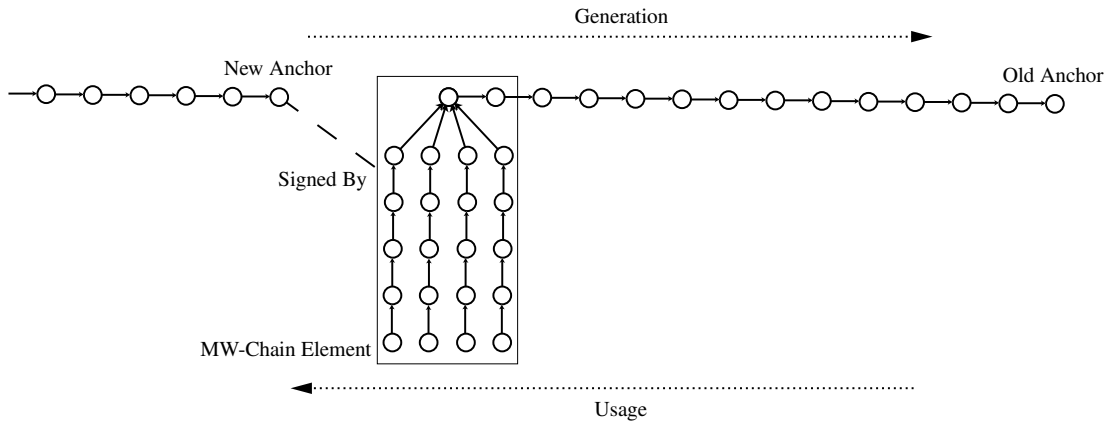 Generation
New Anchor
Old Anchor
Signed By
MW-Chain Element
Usage